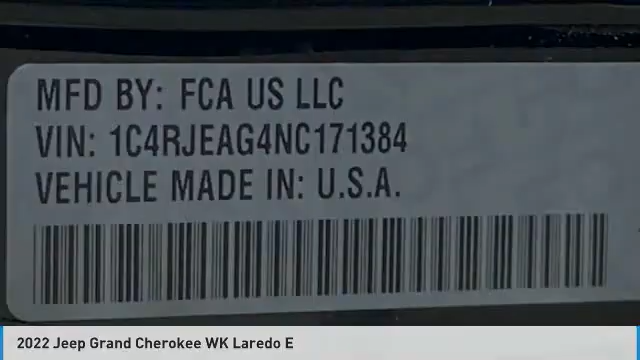 MFD BY: FCA US LLC
VIN: 1C4RJEAG4NC171384
VEHICLE MADE IN: U.S.A.
2022 Jeep Grand Cherokee WK Laredo E